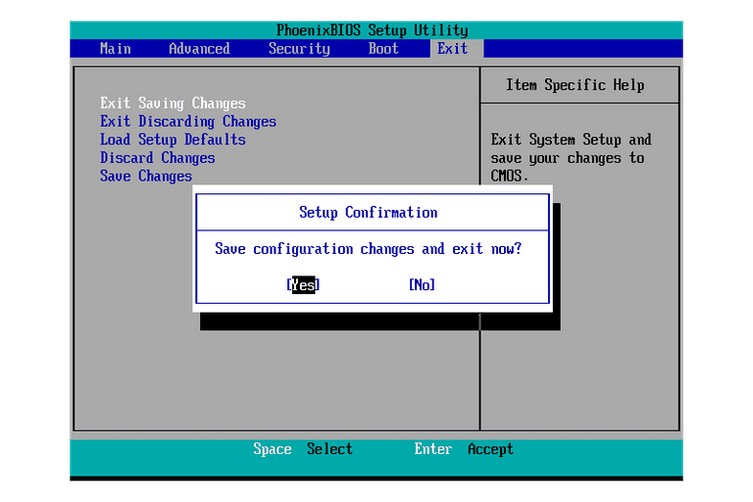 PhoenixBIOS Setup Utility
Main Advanced Security Boot Exit
Item Specific Help
Exit Saving Changes
Exit Discarding Changes
Load Setup Defaults
Discard Changes
Save Changes
Exit System Setup and
save your changes to
CMOS.
Setup Confirmation
Save configuration changes and exit now?
[Yes] [No]
Space Select Enter Accept